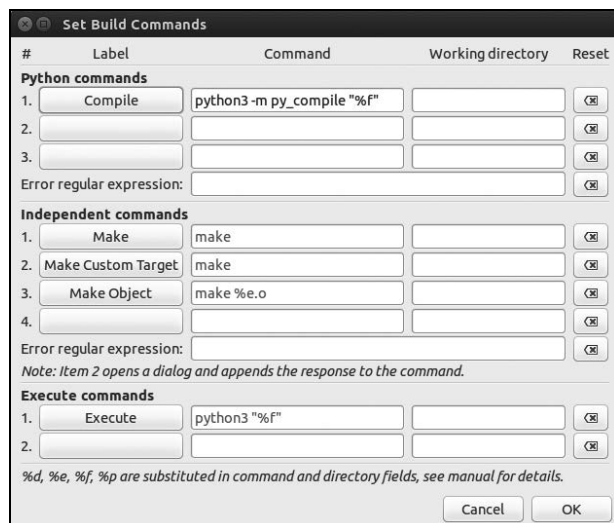 Set Build Commands
# Label Command Working directory Reset
Python commands
1. Compile python3 -m py_compile "%f"
2.
3.
Error regular expression:
Independent commands
1. Make make
2. Make Custom Target make
3. Make Object make %e.o
4.
Error regular expression:
Note: Item 2 opens a dialog and appends the response to the command.
Execute commands
1. Execute python3 "%f"
2.
%d, %e, %f, %p are substituted in command and directory fields, see manual for details.
Cancel OK